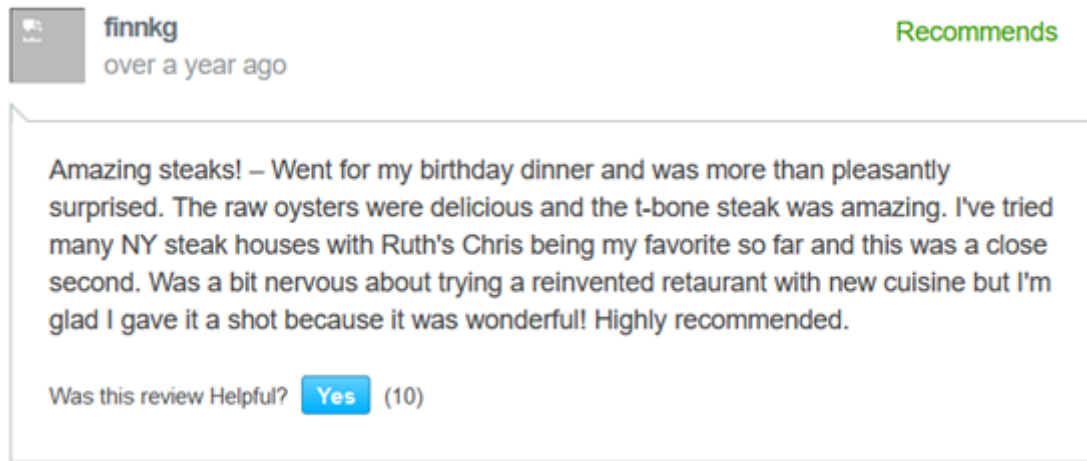 finnkg
Recommends
over a year ago
Amazing steaks! – Went for my birthday dinner and was more than pleasantly
surprised. The raw oysters were delicious and the t-bone steak was amazing. I've tried
many NY steak houses with Ruth's Chris being my favorite so far and this was a close
second. Was a bit nervous about trying a reinvented retaurant with new cuisine but I'm
glad I gave it a shot because it was wonderful! Highly recommended.
Was this review Helpful? Yes (10)